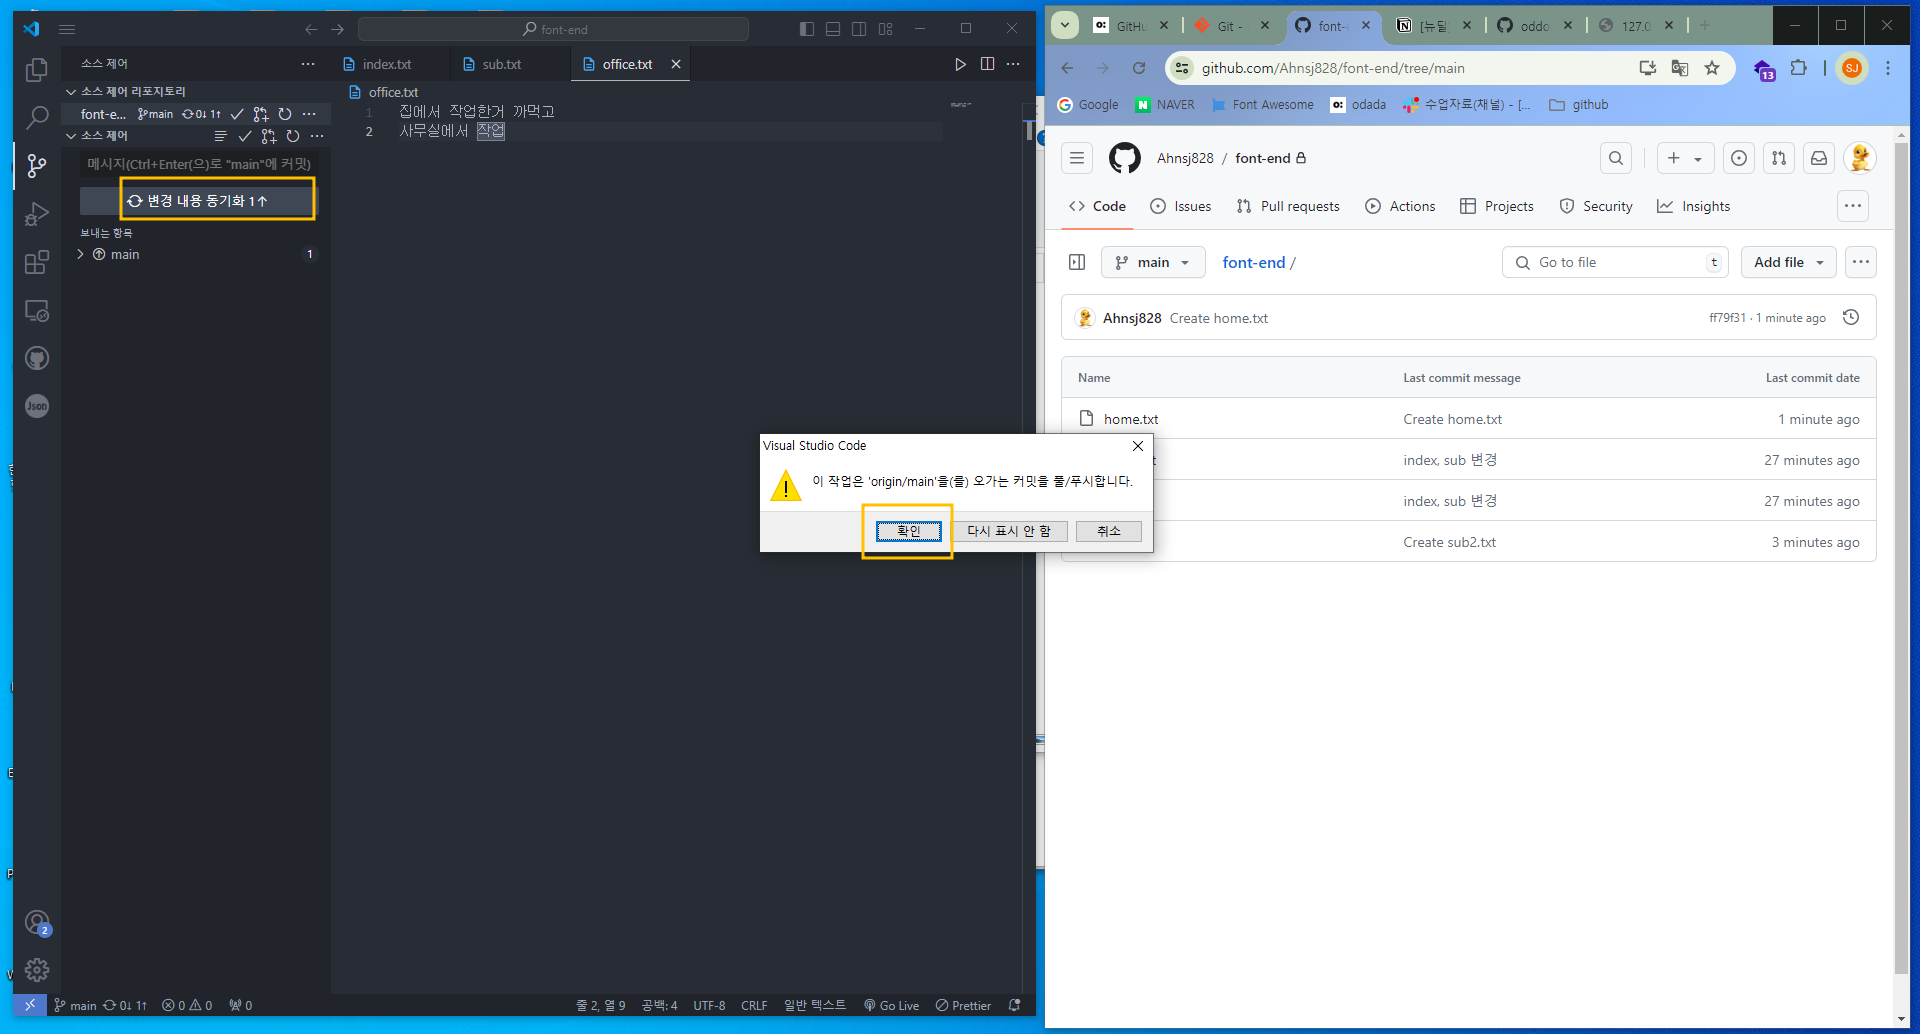 font-end
소스 제어
index.txt
sub.txt
office.txt
소스 제어 리포지토리
office.txt
font-e...
main
0↓ 1↑
소스 제어
메시지(Ctrl+Enter(으)로 "main"에 커밋)
변경 내용 동기화 1↑
보내는 항목
main
1
1
집에서 작업한거 까먹고
2
사무실에서 작업
Json
2
main
0↓ 1↑
0
0
0
줄 2, 열 9
공백: 4
UTF-8
CRLF
일반 텍스트
Go Live
Prettier
Visual Studio Code
이 작업은 'origin/main'을(를) 오가는 커밋을 풀/푸시합니다.
확인
다시 표시 안 함
취소
GitHu
Git -
font-
[뉴딜
oddo
127.0
github.com/Ahnsj828/font-end/tree/main
13
SJ
Google
NAVER
Font Awesome
odada
수업자료(채널) - [...
github
Ahnsj828 / font-end
Code
Issues
Pull requests
Actions
Projects
Security
Insights
main
font-end /
Go to file
t
Add file
Ahnsj828 Create home.txt
ff79f31 · 1 minute ago
Name
Last commit message
Last commit date
home.txt
Create home.txt
1 minute ago
index, sub 변경
27 minutes ago
index, sub 변경
27 minutes ago
Create sub2.txt
3 minutes ago